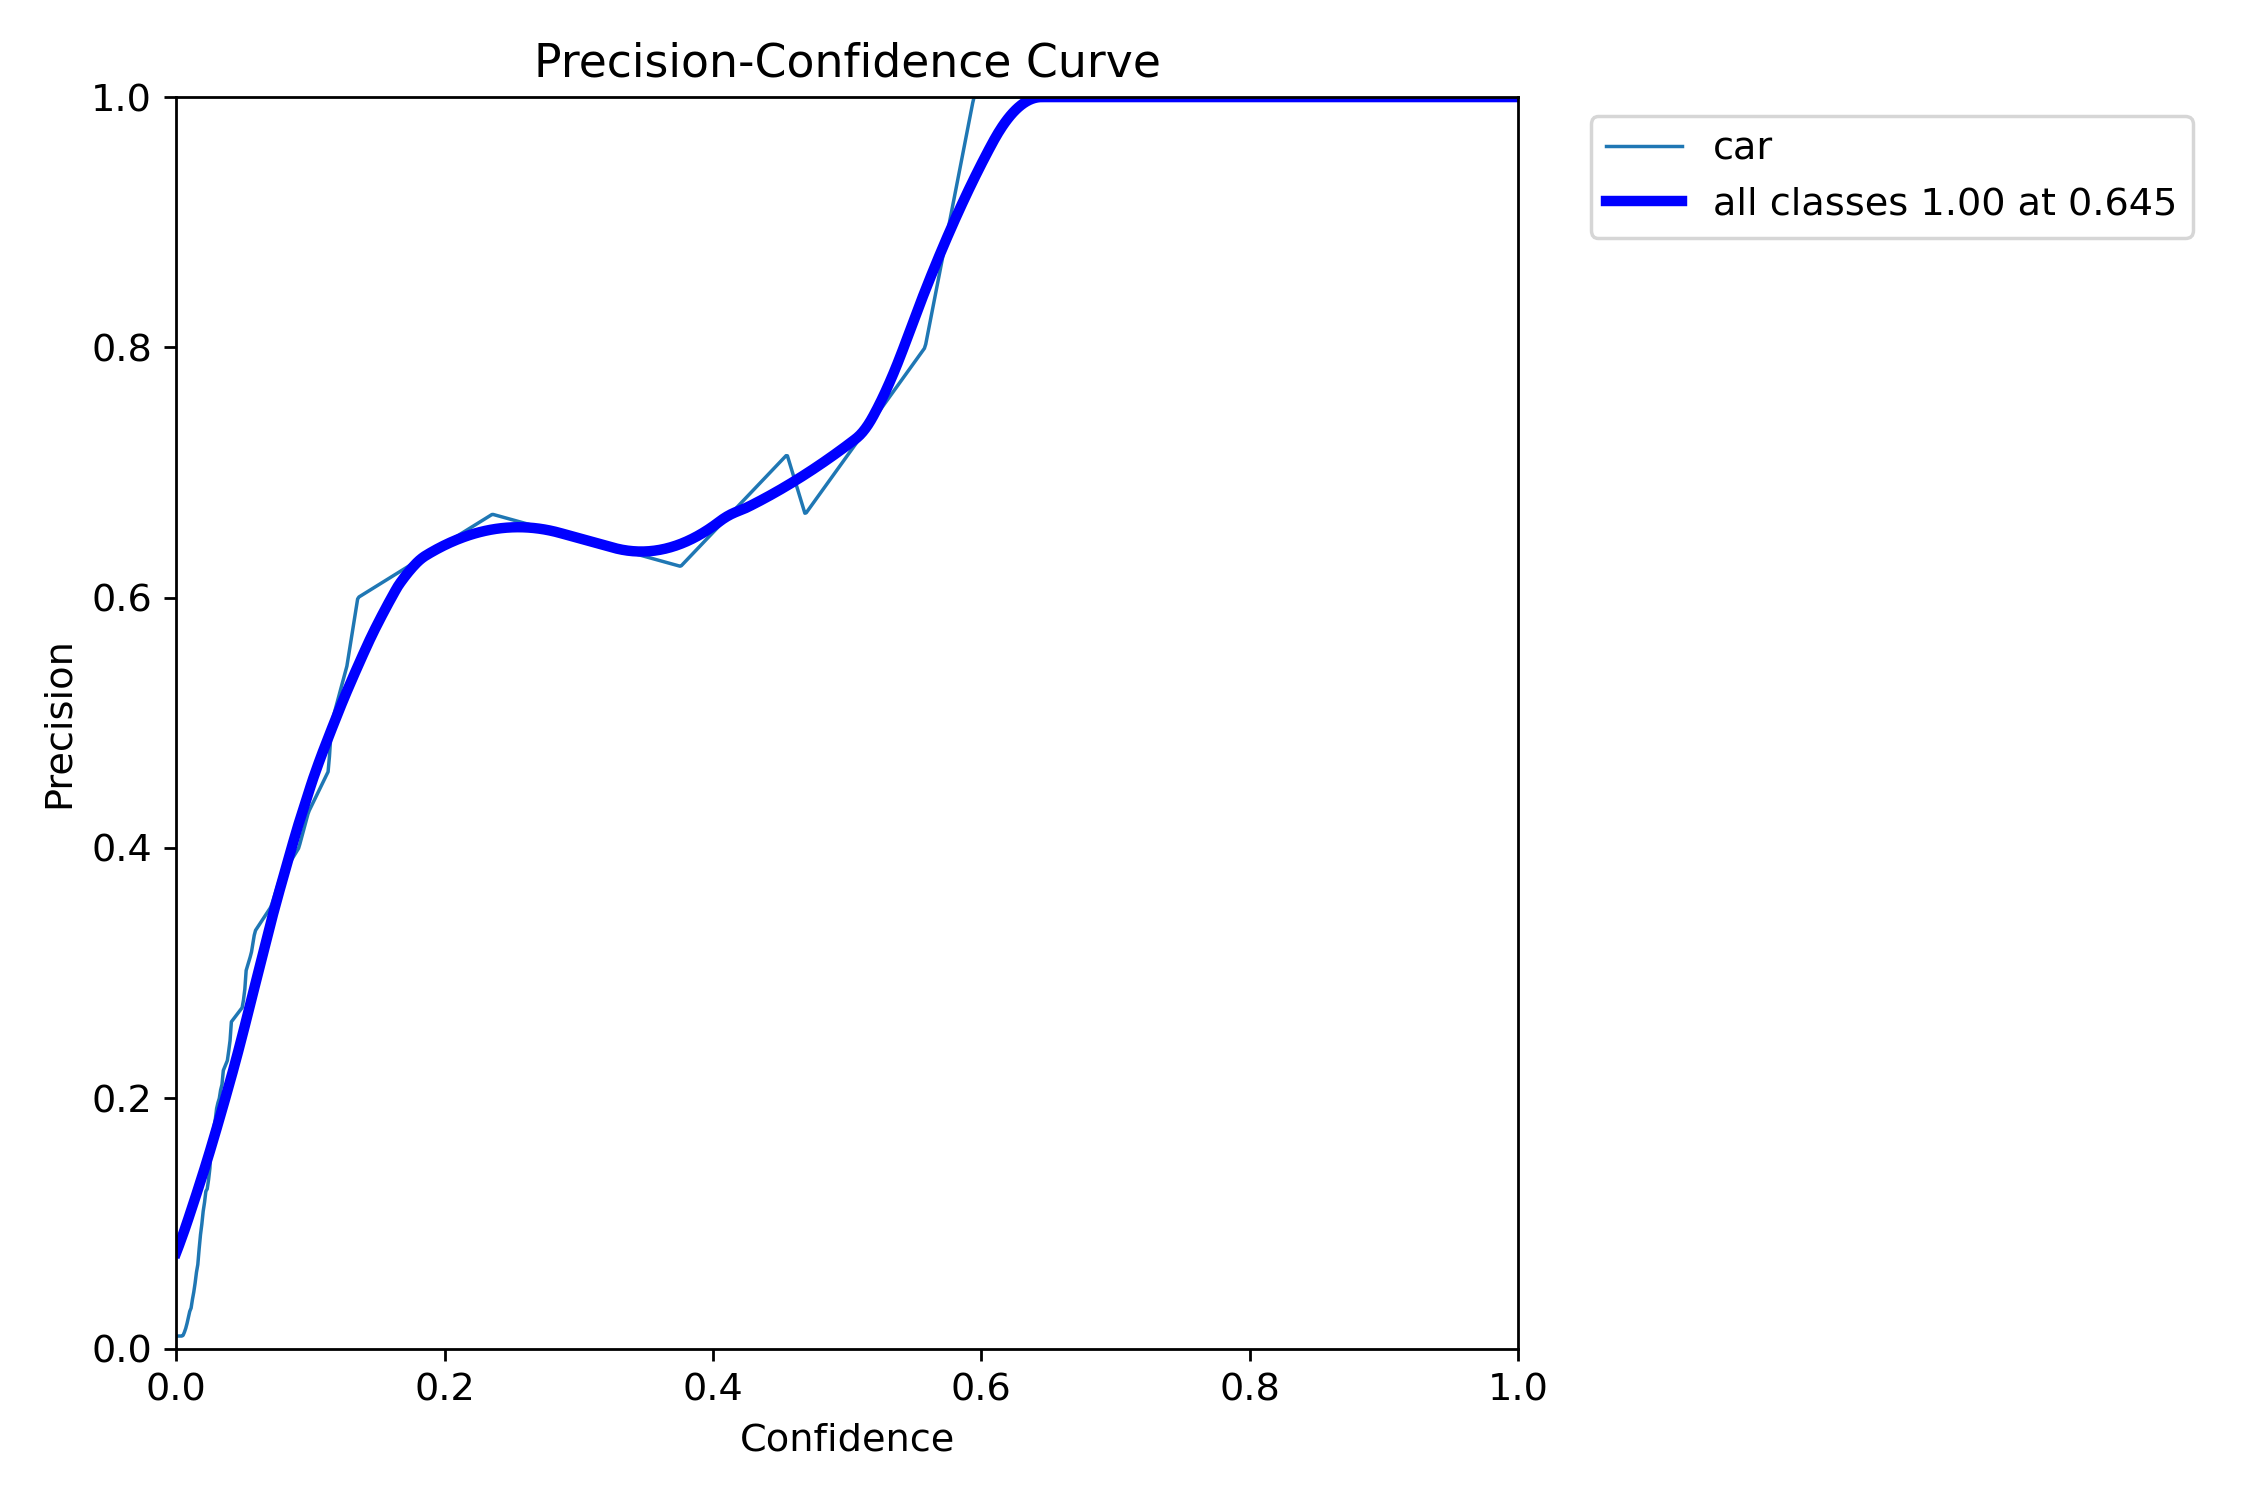 Precision-Confidence Curve
1.0
0.8
0.6
0.4
0.2
0.0
Precision
0.0 0.2 0.4 0.6 0.8 1.0
Confidence
car
all classes 1.00 at 0.645